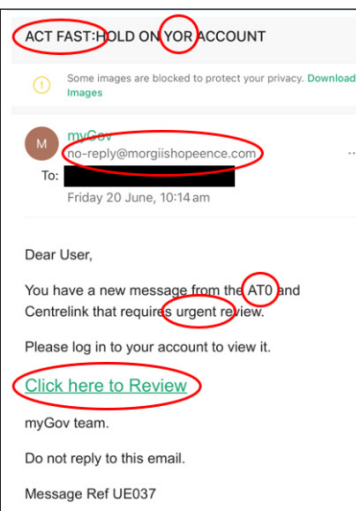 ACT FAST:HOLD ON YOR ACCOUNT
Some images are blocked to protect your privacy. Download
Images
M
myGov
no-reply@morgiishopeence.com
...
To:
Friday 20 June, 10:14 am
Dear User,
You have a new message from the AT0 and
Centrelink that requires urgent review.
Please log in to your account to view it.
Click here to Review
myGov team.
Do not reply to this email.
Message Ref UE037